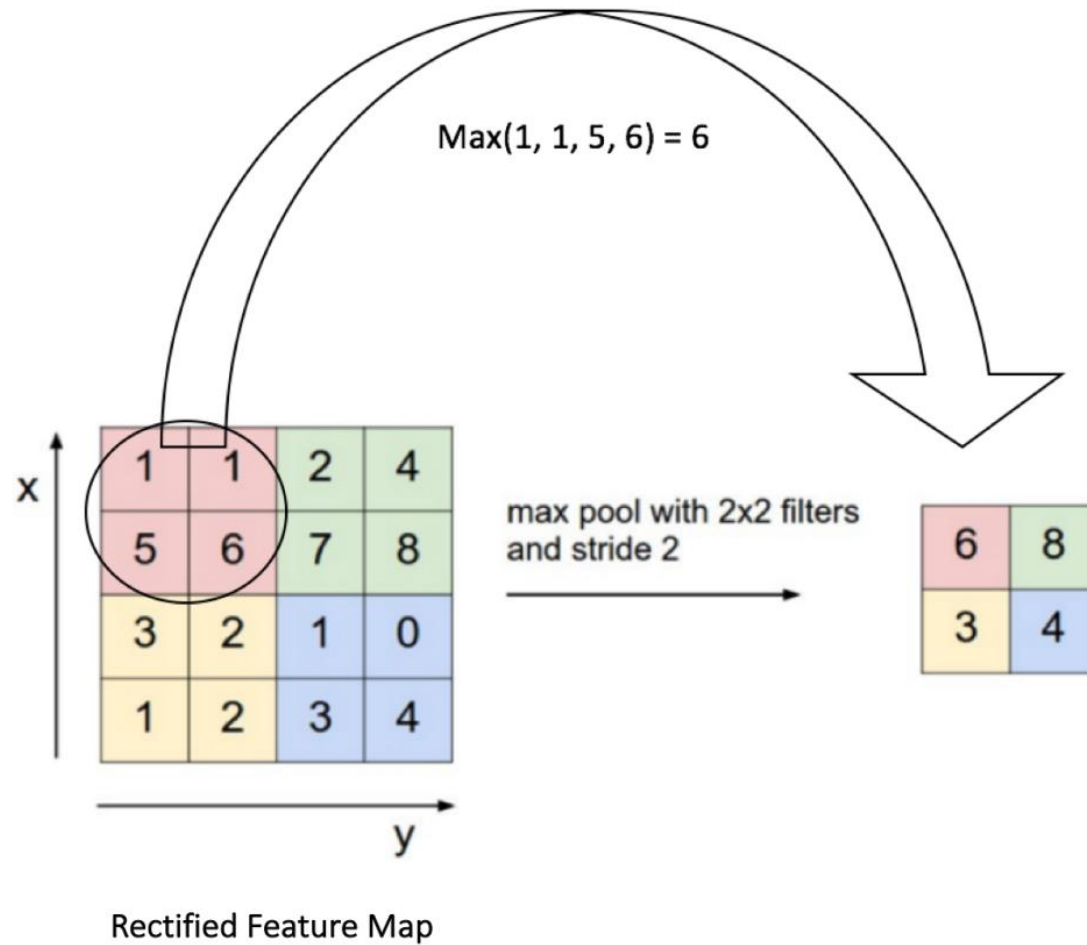 Max(1, 1, 5, 6) = 6
x
1 1 2 4
5 6 7 8
3 2 1 0
1 2 3 4
y
max pool with 2x2 filters
and stride 2
6 8
3 4
Rectified Feature Map